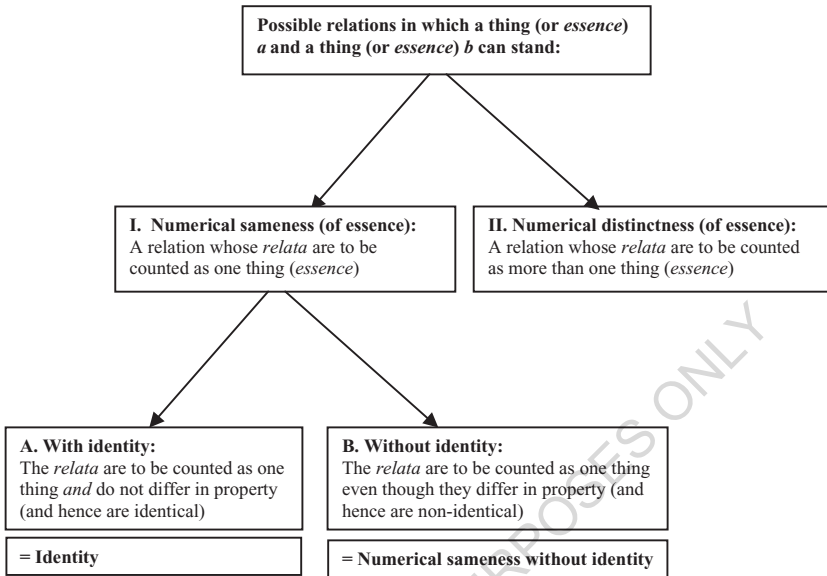 Possible relations in which a thing (or essence)
a and a thing (or essence) b can stand:
I. Numerical sameness (of essence):
A relation whose relata are to be
counted as one thing (essence)
II. Numerical distinctness (of essence):
A relation whose relata are to be counted
as more than one thing (essence)
A. With identity:
The relata are to be counted as one
thing and do not differ in property
(and hence are identical)
= Identity
B. Without identity:
The relata are to be counted as one thing
even though they differ in property (and
hence are non-identical)
= Numerical sameness without identity
POSES ONLY